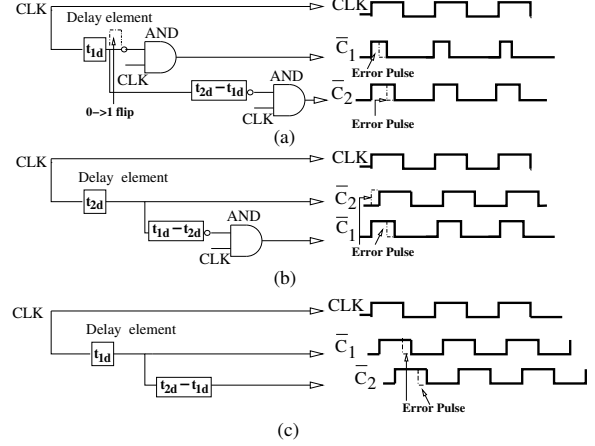 CLK
Delay element
t1d
AND
CLK
0−>1 flip
t2d − t1d
AND
CLK
CLK
C̅1
Error Pulse
C̅2
Error Pulse
(a)
CLK
Delay element
t2d
t1d − t2d
AND
CLK
CLK
C̅2
C̅1
Error Pulse
(b)
CLK
Delay element
t1d
t2d − t1d
CLK
C̅1
C̅2
Error Pulse
(c)